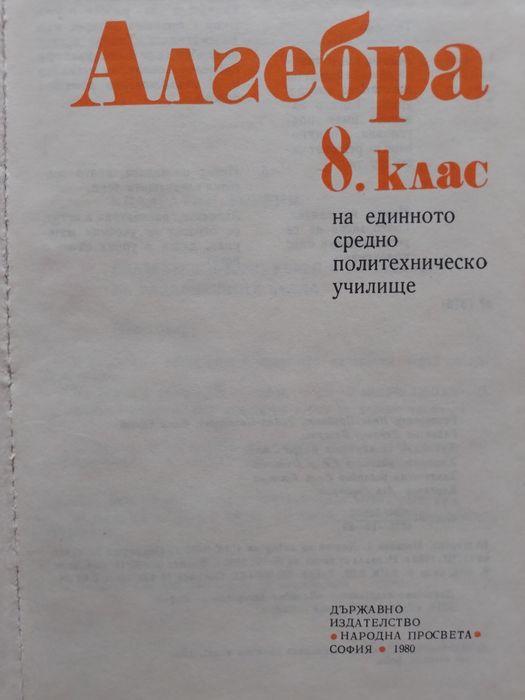 Алгебра
8. клас
на единното
средно
политехническо
училище
ДЪРЖАВНО
ИЗДАТЕЛСТВО
• НАРОДНА ПРОСВЕТА •
СОФИЯ • 1980